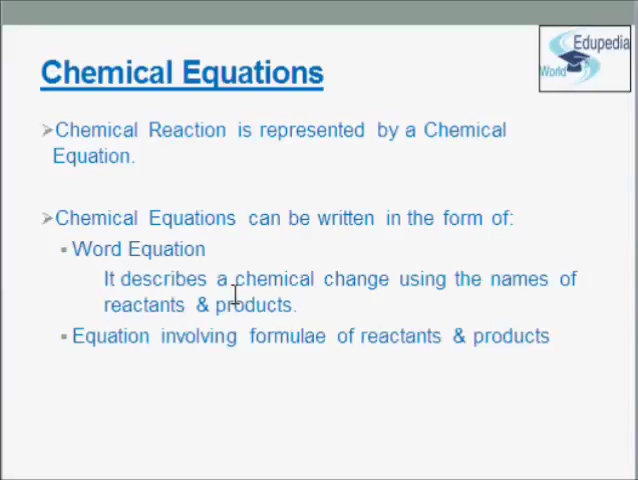 Edupedia
World
Chemical Equations
Chemical Reaction is represented by a Chemical
Equation.
Chemical Equations can be written in the form of:
Word Equation
It describes a chemical change using the names of
reactants & products.
Equation involving formulae of reactants & products